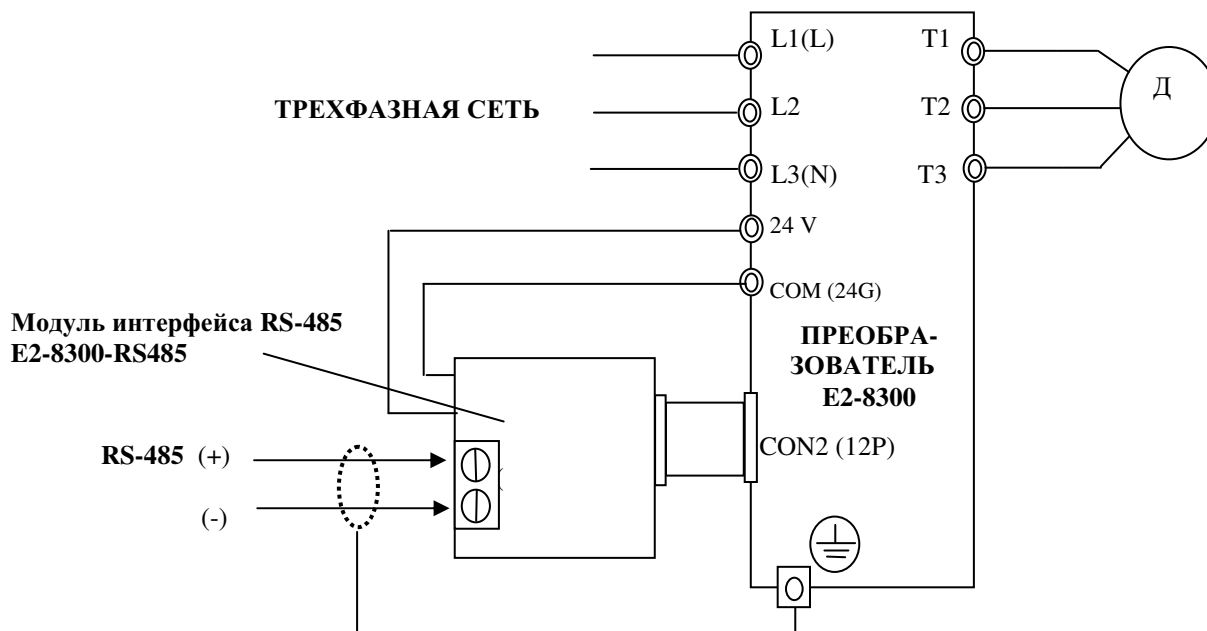 L1(L) T1
Д
ТРЕХФАЗНАЯ СЕТЬ
L2 T2
L3(N) T3
24 V
COM (24G)
Модуль интерфейса RS-485
E2-8300-RS485
ПРЕОБРА-
ЗОВАТЕЛЬ
E2-8300
CON2 (12P)
RS-485 (+)
(-)